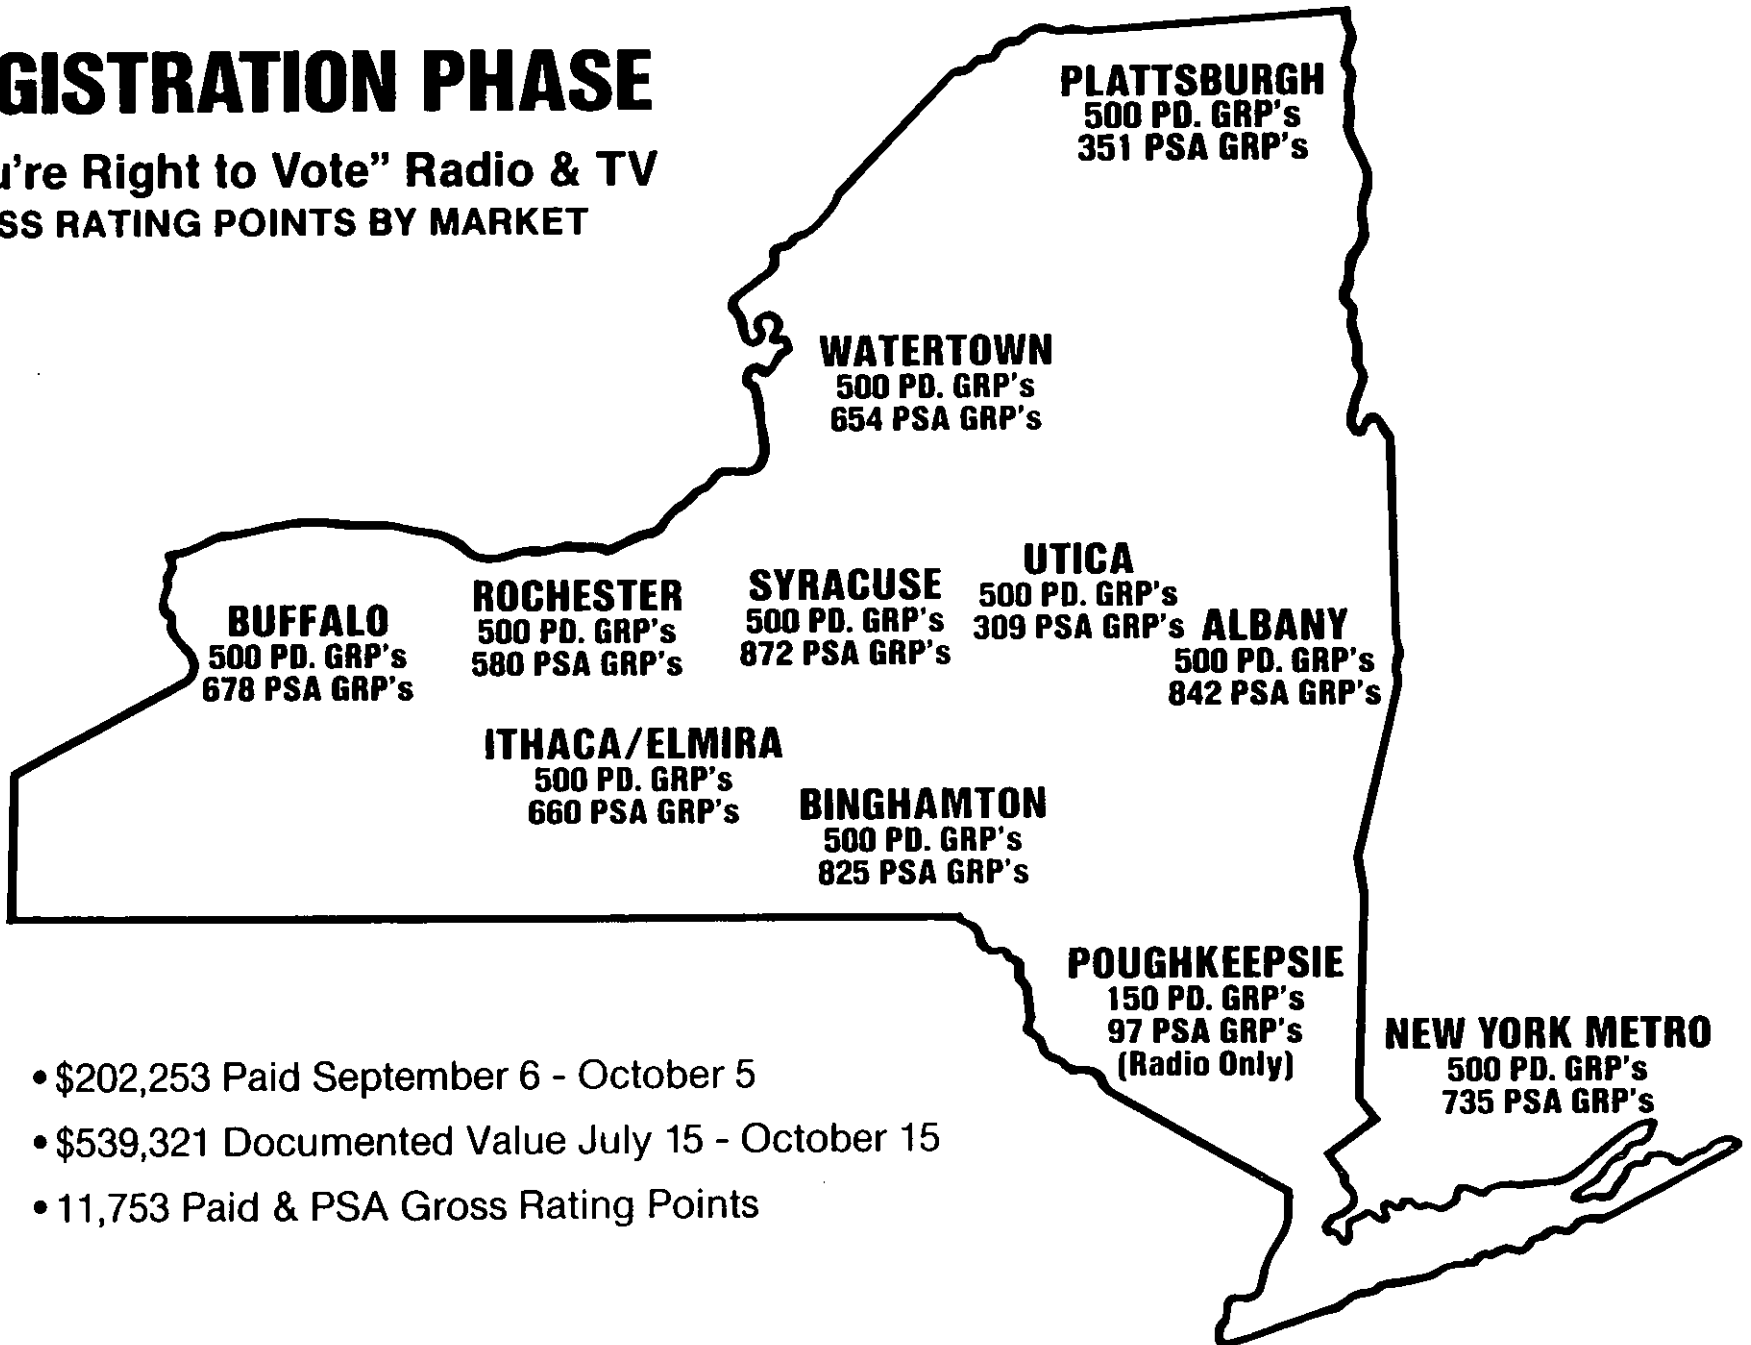 GISTRATION PHASE
u're Right to Vote” Radio & TV
SS RATING POINTS BY MARKET
PLATTSBURGH
500 PD. GRP's
351 PSA GRP's
WATERTOWN
500 PD. GRP's
654 PSA GRP's
UTICA
500 PD. GRP's
309 PSA GRP's
SYRACUSE
500 PD. GRP's
872 PSA GRP's
ROCHESTER
500 PD. GRP's
580 PSA GRP's
BUFFALO
500 PD. GRP's
678 PSA GRP's
ALBANY
500 PD. GRP's
842 PSA GRP's
ITHACA/ELMIRA
500 PD. GRP's
660 PSA GRP's
BINGHAMTON
500 PD. GRP's
825 PSA GRP's
POUGHKEEPSIE
150 PD. GRP's
97 PSA GRP's
(Radio Only)
NEW YORK METRO
500 PD. GRP's
735 PSA GRP's
• $202,253 Paid September 6 - October 5
• $539,321 Documented Value July 15 - October 15
• 11,753 Paid & PSA Gross Rating Points